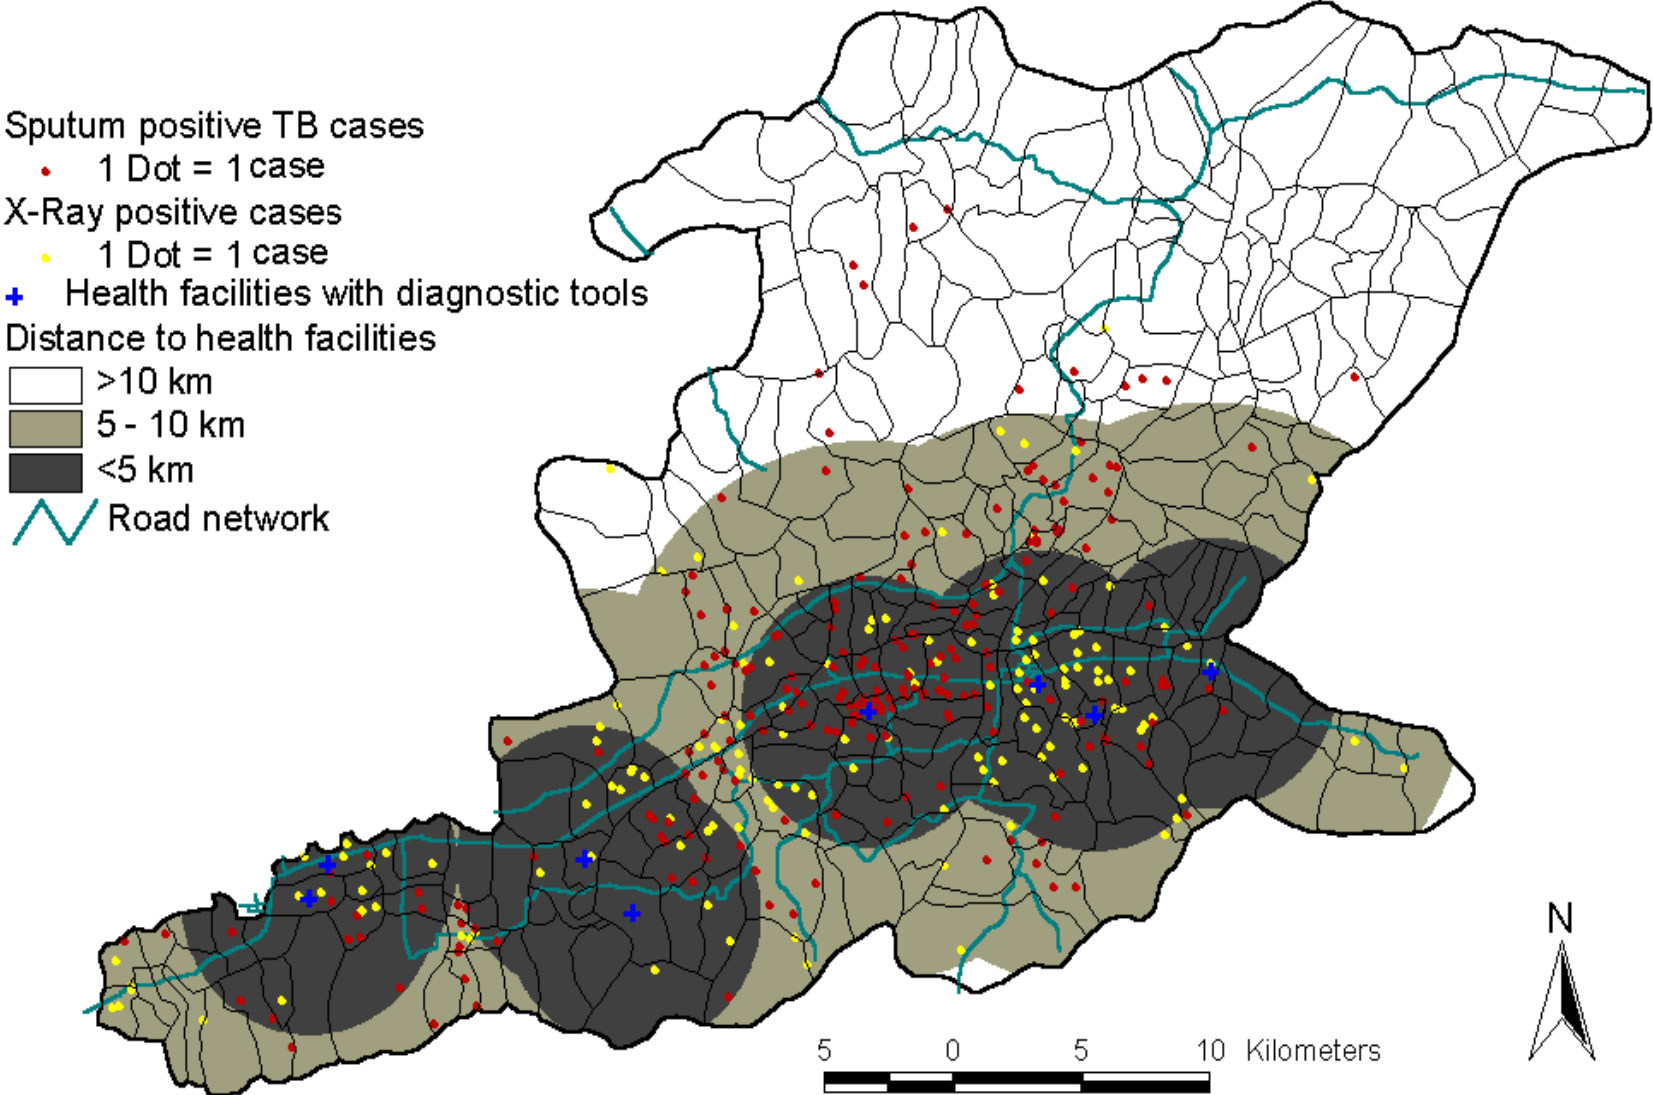 Sputum positive TB cases
1 Dot = 1 case
X-Ray positive cases
1 Dot = 1 case
Health facilities with diagnostic tools
Distance to health facilities
>10 km
5 - 10 km
<5 km
Road network
N
5 0 5 10 Kilometers